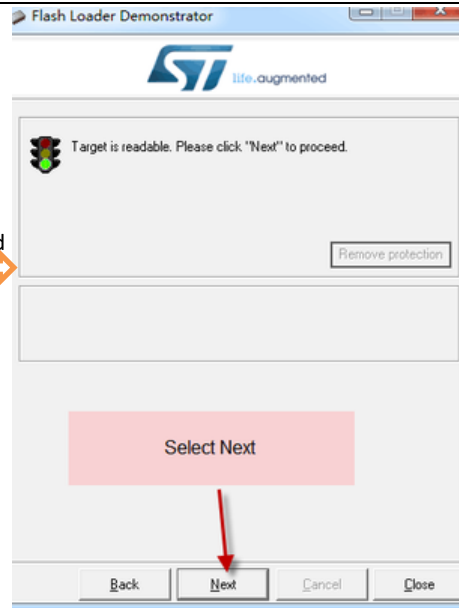 Flash Loader Demonstrator
life.augmented
Target is readable. Please click "Next" to proceed.
d
Remove protection
Select Next
Back Next Cancel Close